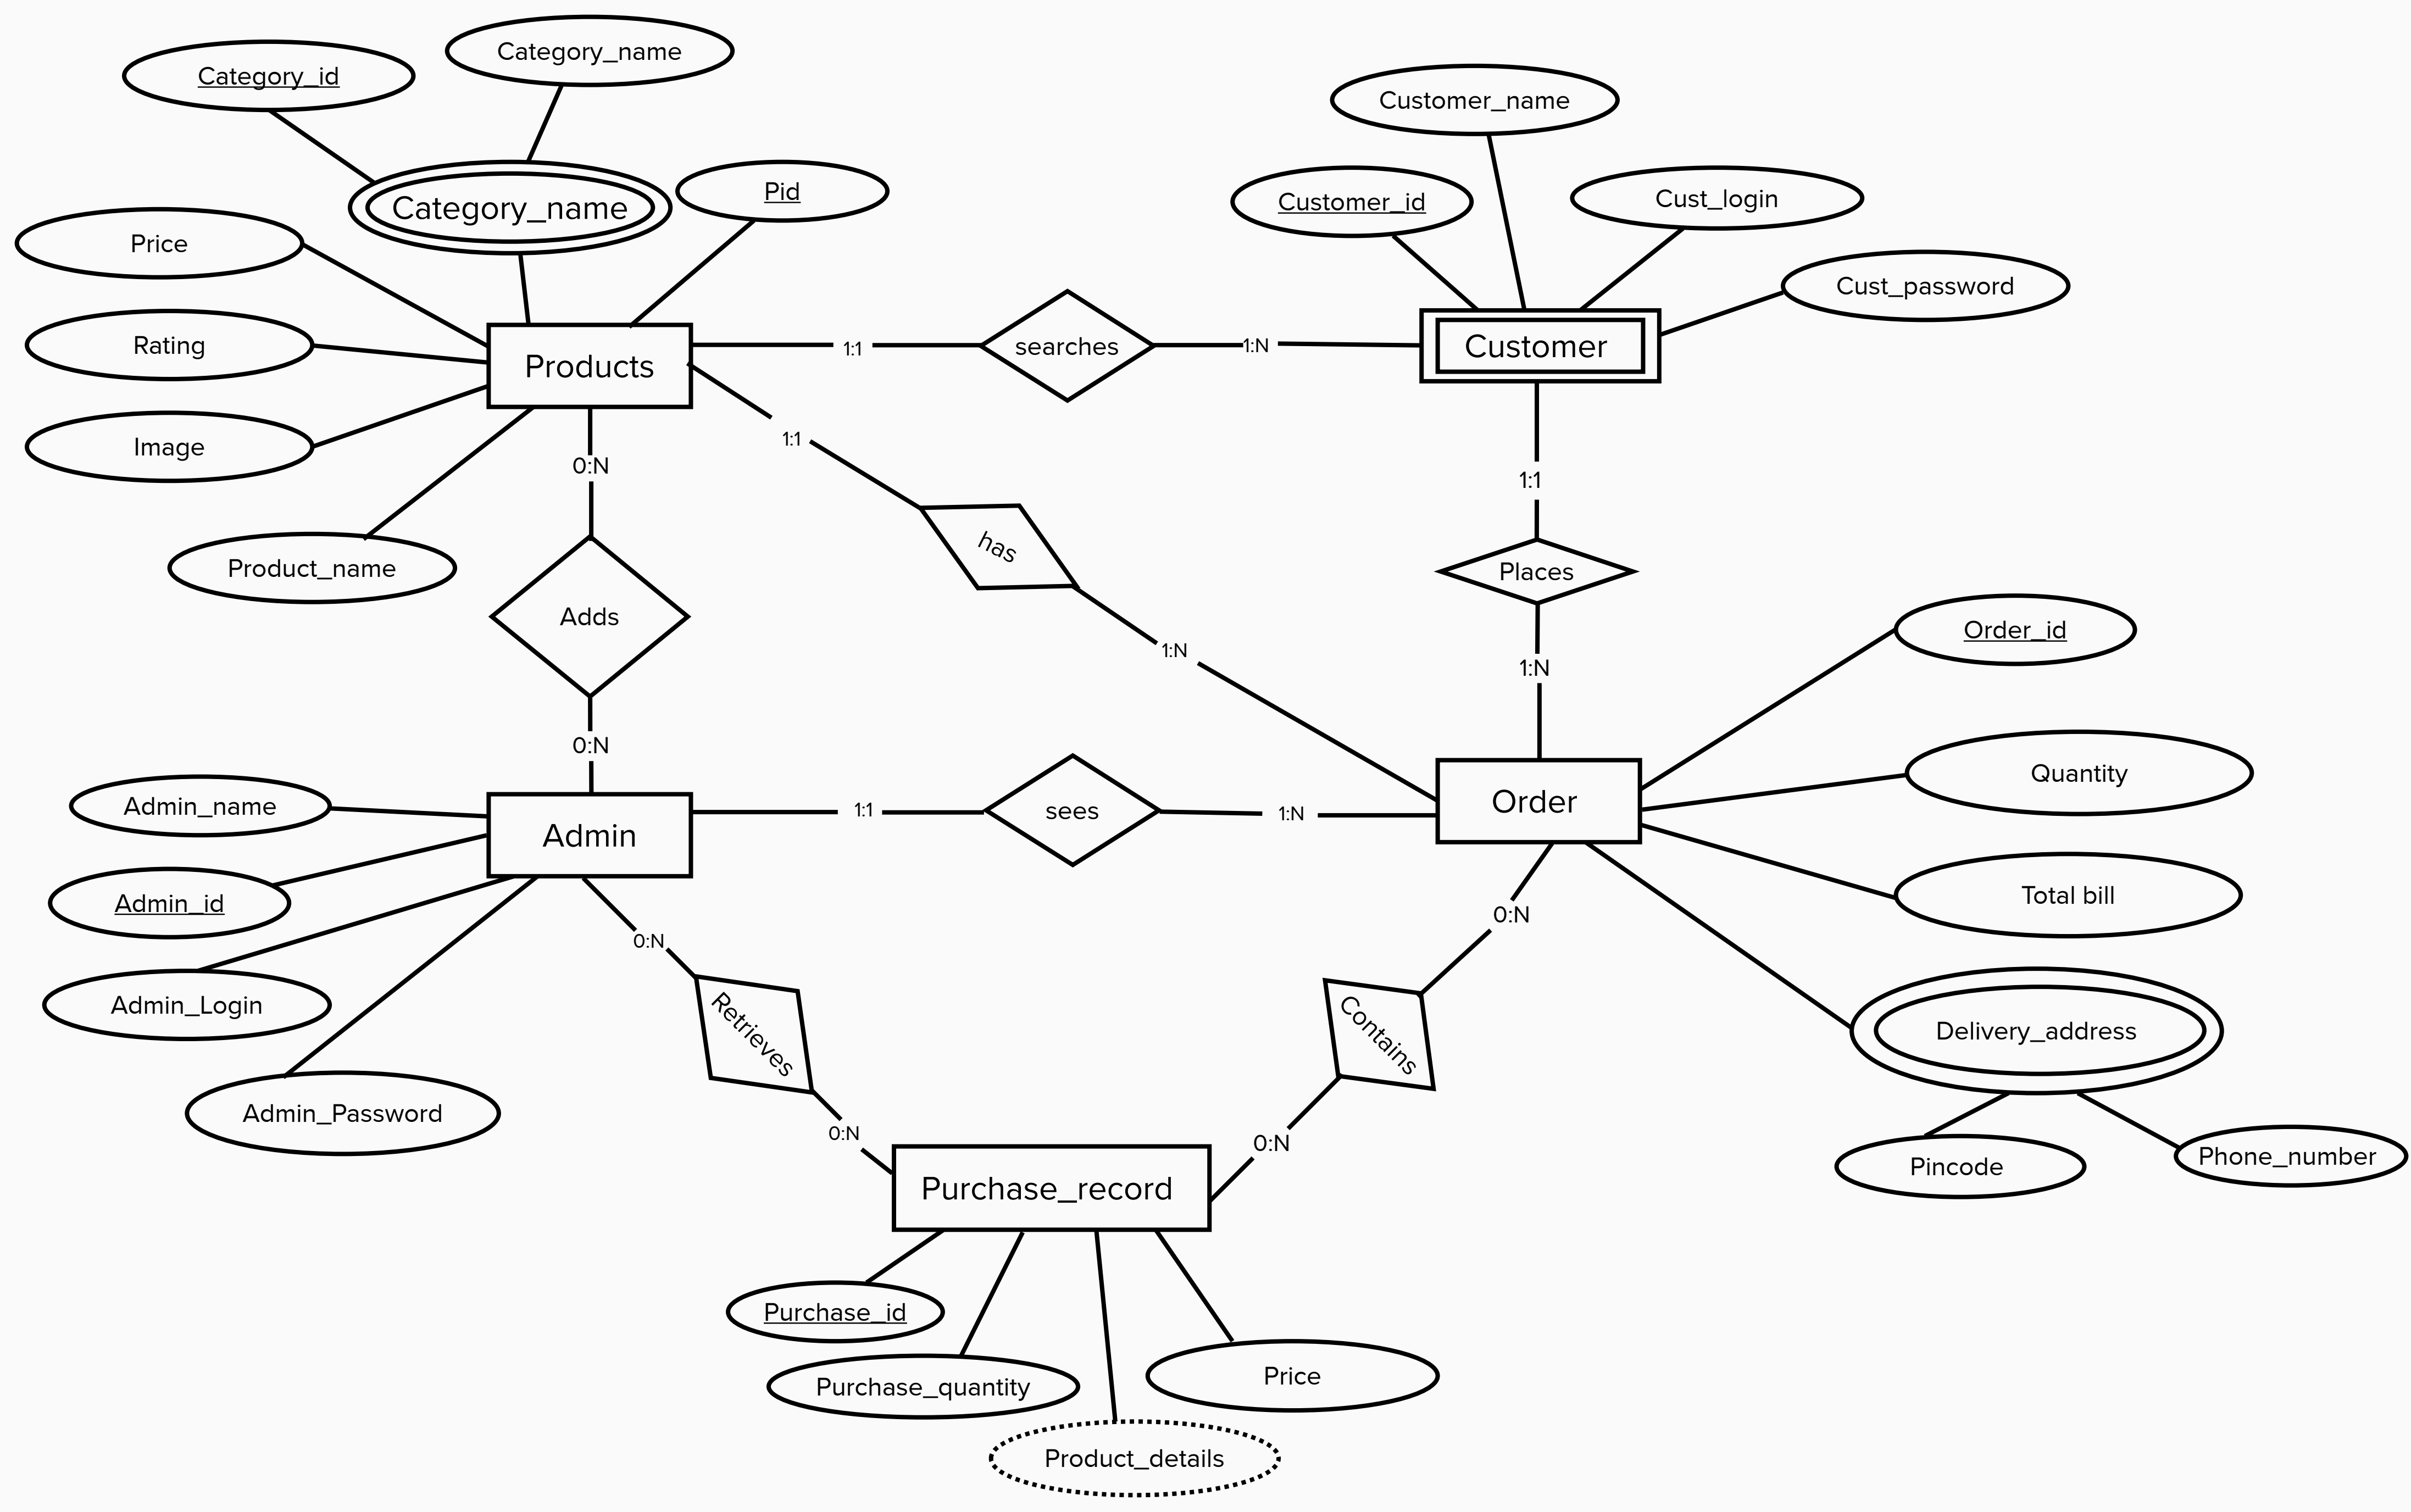 Category_name
Category_id
Customer_name
Category_name
Pid
Customer_id
Cust_login
Price
Cust_password
Rating
Products
1:1
searches
1:N
Customer
Image
1:1
0:N
1:1
has
Places
Product_name
Adds
1:N
1:N
Order_id
0:N
Quantity
Admin_name
Admin
1:1
sees
1:N
Order
Total bill
Admin_id
0:N
0:N
Admin_Login
Retrieves
Contains
Delivery_address
Admin_Password
0:N
0:N
Pincode
Phone_number
Purchase_record
Purchase_id
Purchase_quantity
Price
Product_details